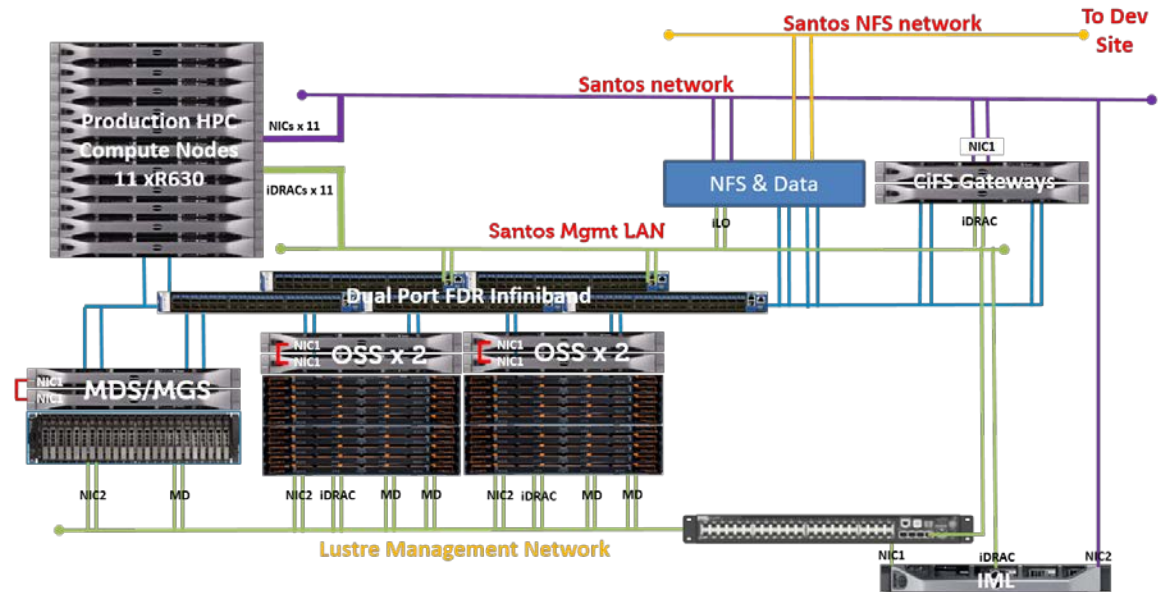 Santos NFS network
To Dev
Site
Santos network
Production HPC
Compute Nodes
11 xR630
NICs x 11
iDRACs x 11
NIC1
NFS & Data
CiFS Gateways
iLO
iDRAC
Santos Mgmt LAN
Dual Port FDR Infiniband
NIC1
NIC1
OSS x 2
NIC1
NIC1
OSS x 2
NIC1
NIC1
MDS/MGS
NIC2
MD
NIC2
iDRAC
MD
MD
NIC2
iDRAC
MD
MD
Lustre Management Network
NIC1
iDRAC
NIC2
IML